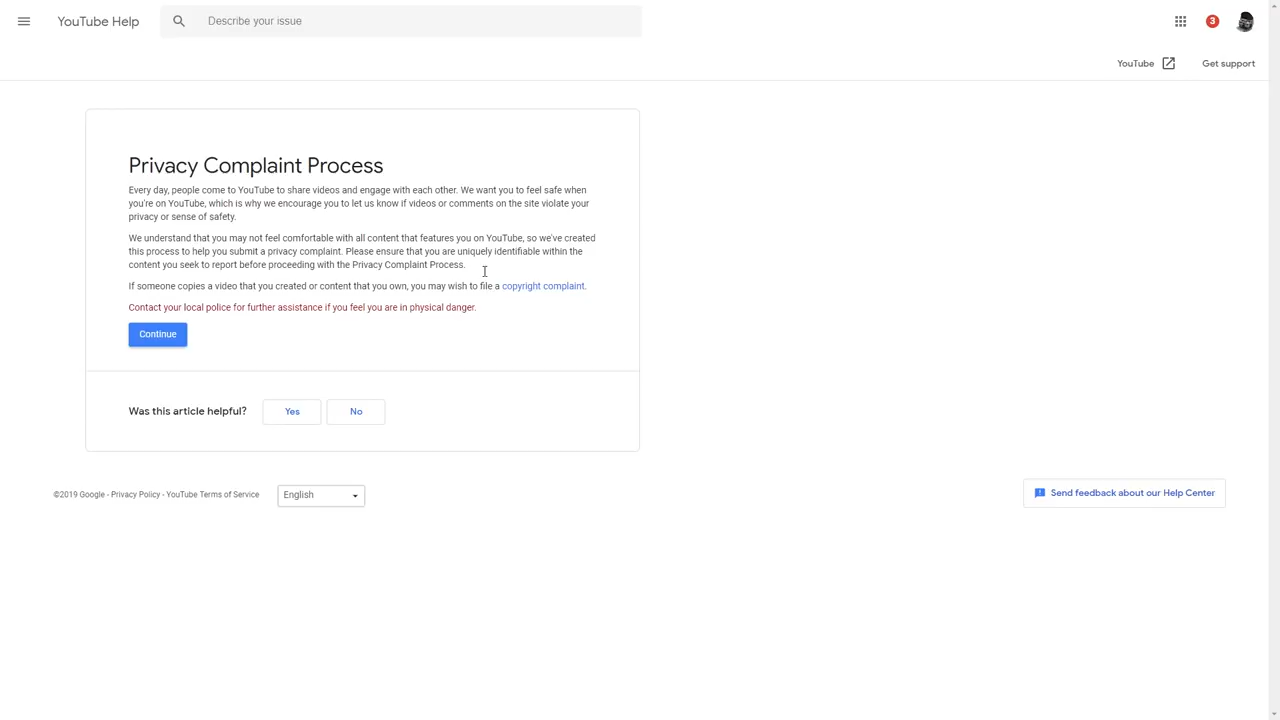 YouTube Help
Describe your issue
3
YouTube
Get support
Privacy Complaint Process
Every day, people come to YouTube to share videos and engage with each other. We want you to feel safe when
you're on YouTube, which is why we encourage you to let us know if videos or comments on the site violate your
privacy or sense of safety.
We understand that you may not feel comfortable with all content that features you on YouTube, so we've created
this process to help you submit a privacy complaint. Please ensure that you are uniquely identifiable within the
content you seek to report before proceeding with the Privacy Complaint Process.
If someone copies a video that you created or content that you own, you may wish to file a copyright complaint.
Contact your local police for further assistance if you feel you are in physical danger.
Continue
Was this article helpful?
Yes
No
©2019 Google - Privacy Policy - YouTube Terms of Service
English
Send feedback about our Help Center